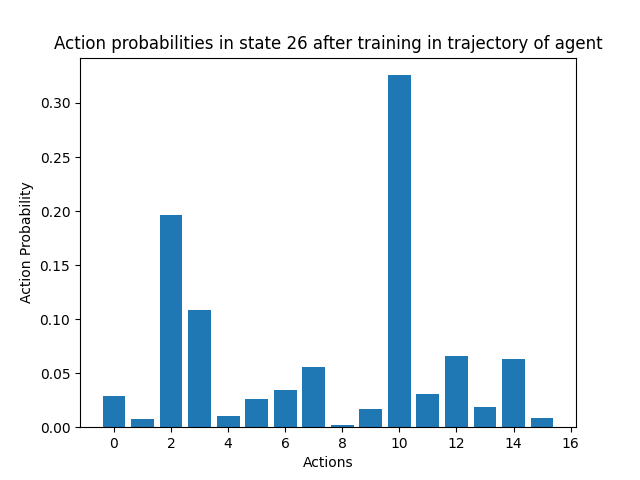 Action probabilities in state 26 after training in trajectory of agent
0.30
0.25
0.20
0.15
0.10
0.05
0.00
Action Probability
0 2 4 6 8 10 12 14 16
Actions